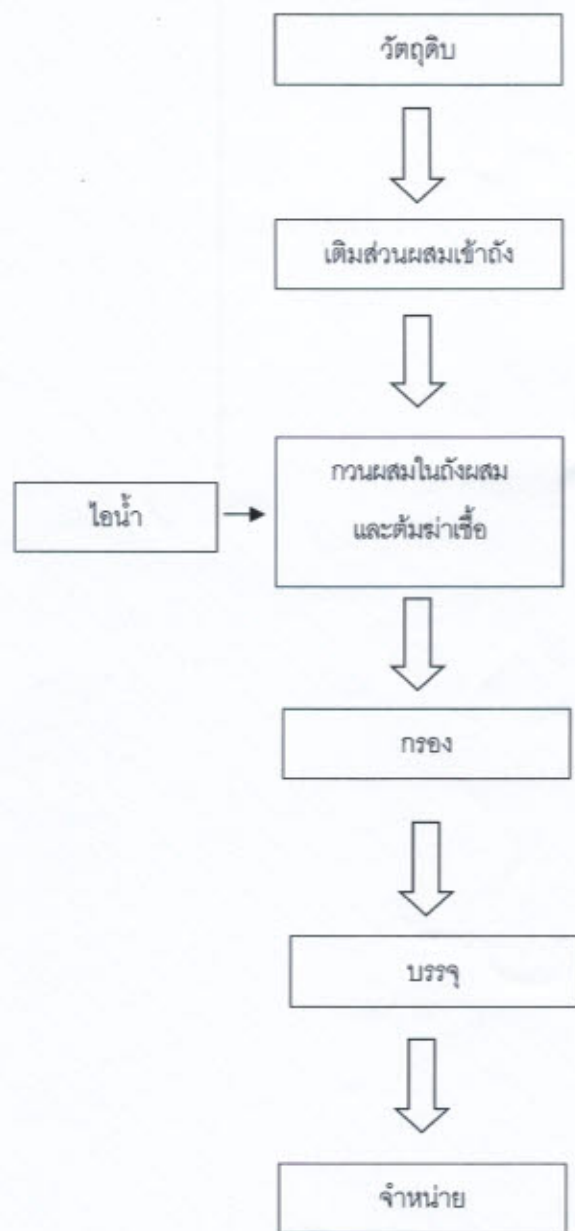 วัตถุดิบ
เติมส่วนผสมเข้าถัง
กวนผสมในถังผสม
และต้มฆ่าเชื้อ
ไอน้ำ
กรอง
บรรจุ
จำหน่าย